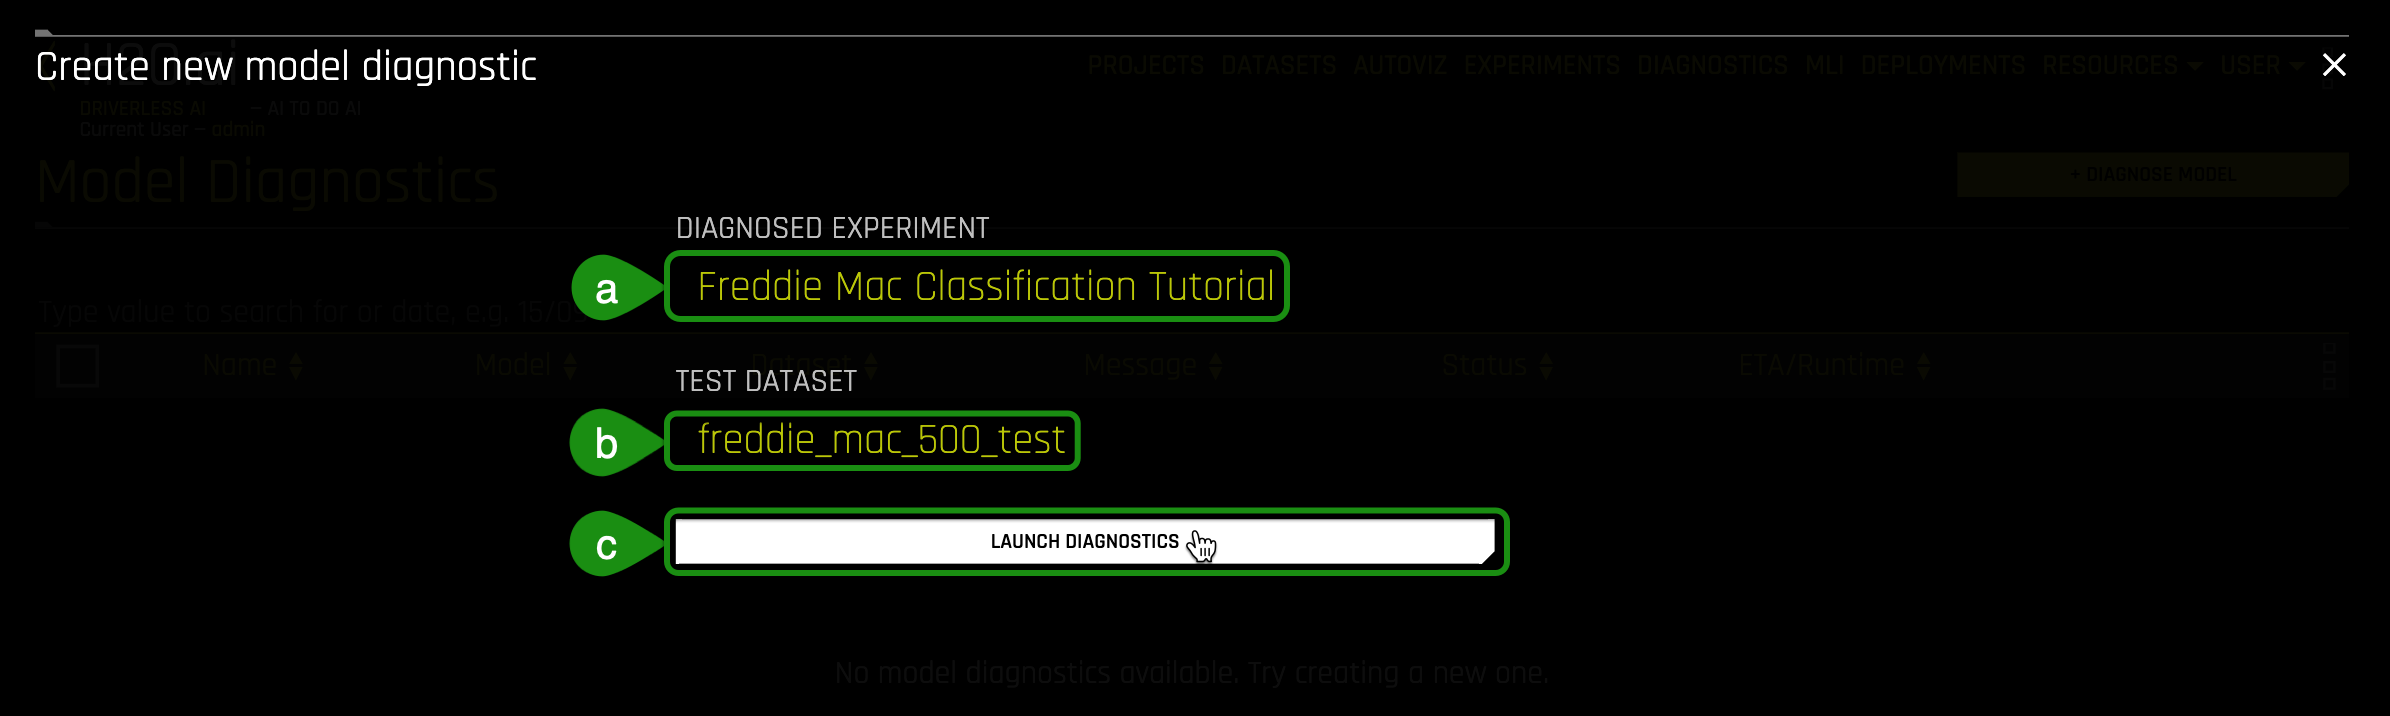 Create new model diagnostic
H2O.ai
PROJECTS DATASETS AUTOVIZ EXPERIMENTS DIAGNOSTICS MLI DEPLOYMENTS RESOURCES USER
DRIVERLESS AI — AI TO DO AI
Current User — admin
Model Diagnostics
+ DIAGNOSE MODEL
DIAGNOSED EXPERIMENT
a Freddie Mac Classification Tutorial
Type value to search for or date, e.g. 15/0
Name Model Dataset Message Status ETA/Runtime
TEST DATASET
b freddie_mac_500_test
c LAUNCH DIAGNOSTICS
No model diagnostics available. Try creating a new one.